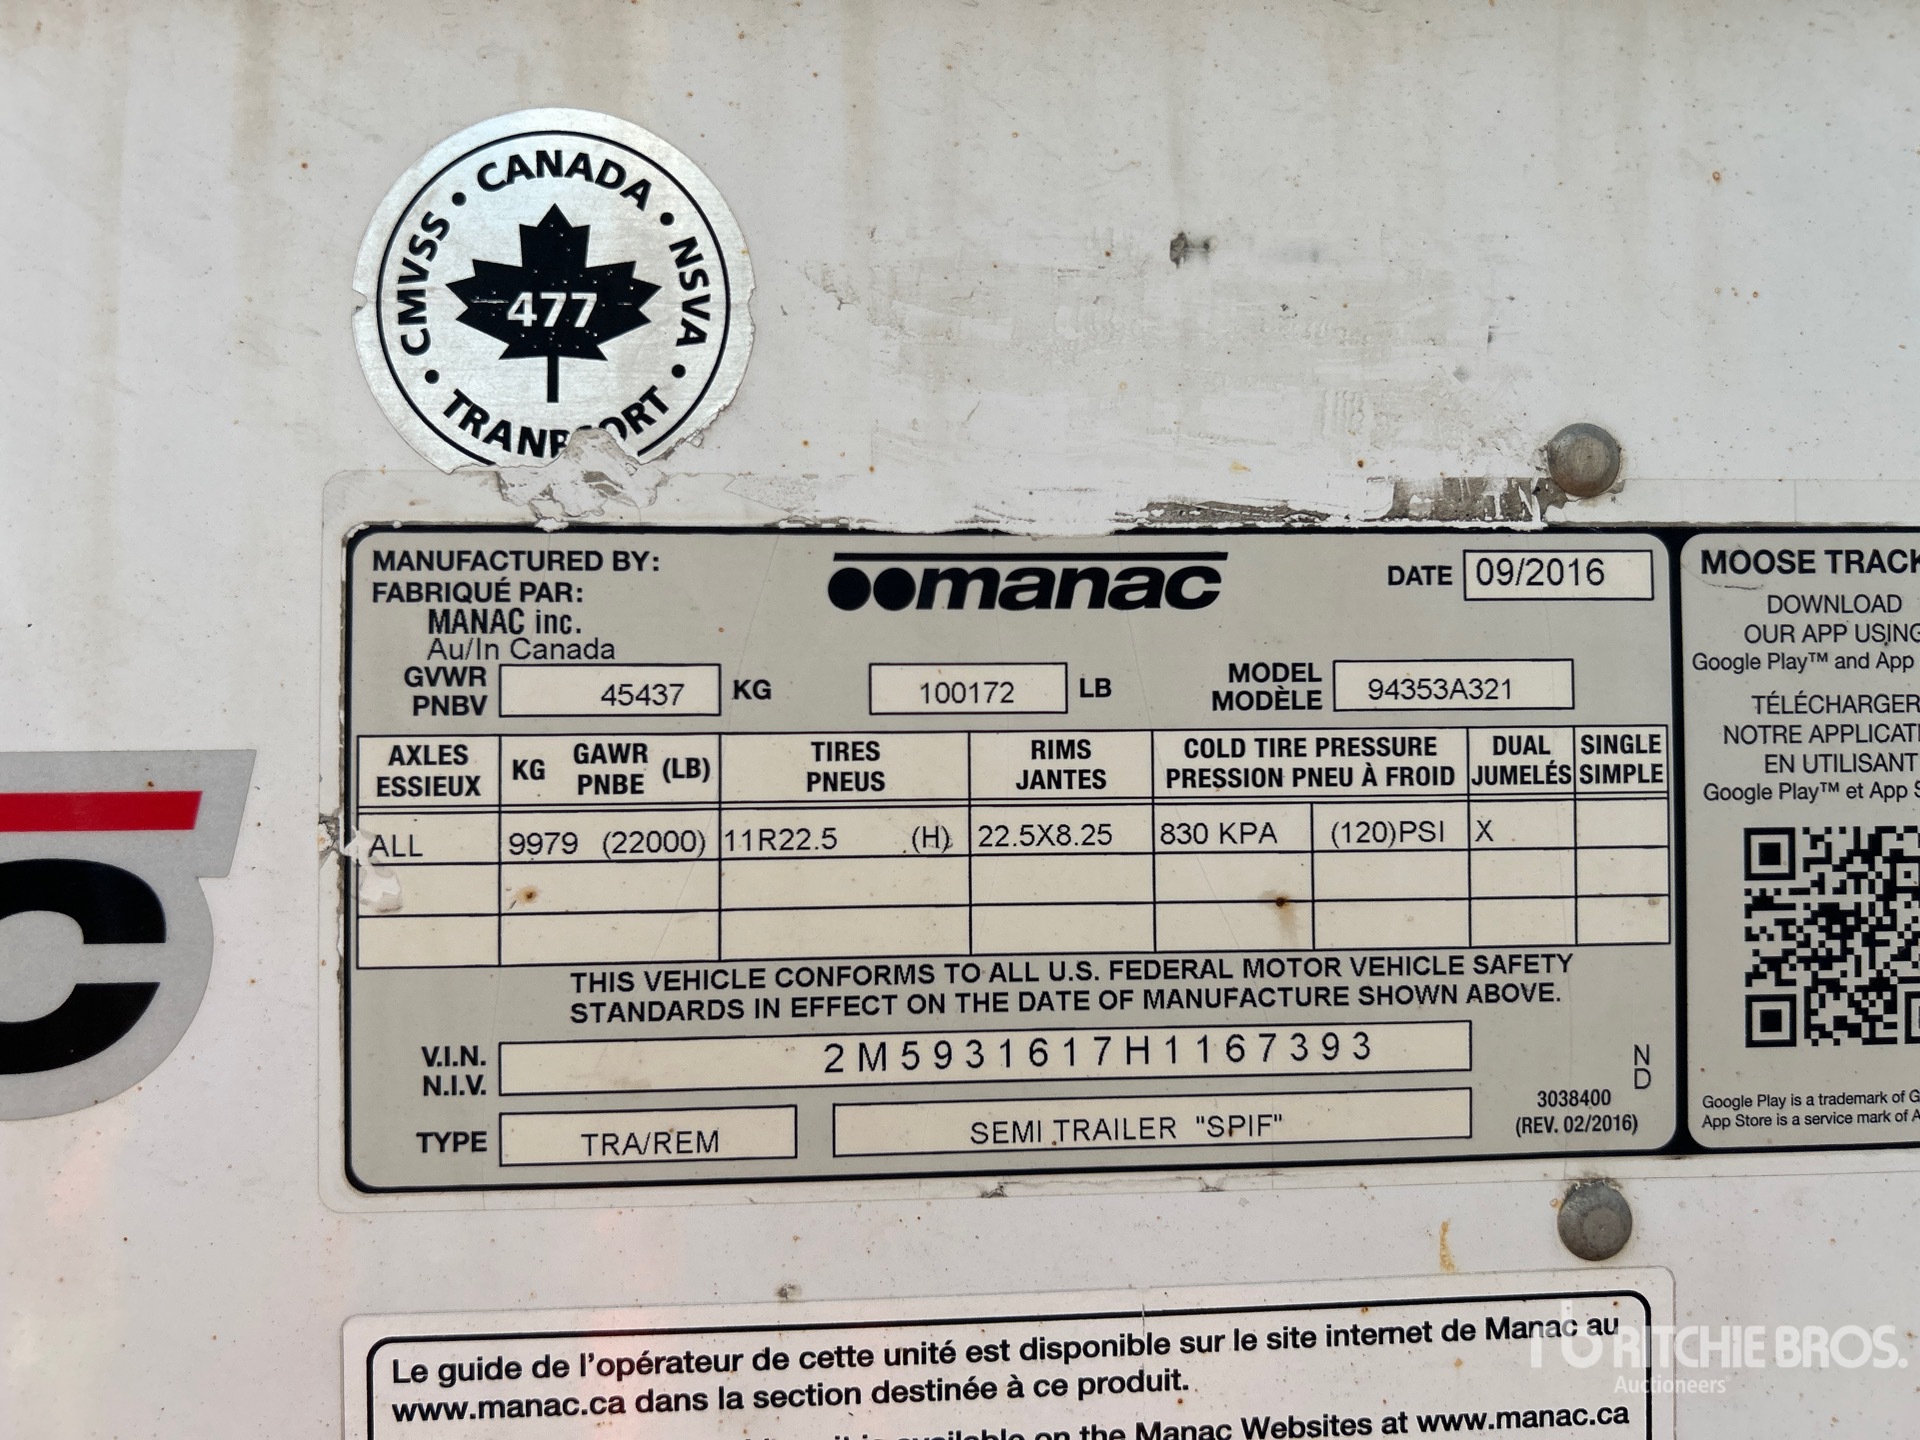 CMVSS • CANADA • NSVA •
477
MANUFACTURED BY:
FABRIQUÉ PAR:
MANAC inc.
Au/In Canada
manac
DATE 09/2016
GVWR
PNBV
45437 KG
100172 LB
MODEL
MODÈLE
94353A321
AXLES
ESSIEUX
KG GAWR (LB)
PNBE
TIRES
PNEUS
RIMS
JANTES
COLD TIRE PRESSURE
PRESSION PNEU À FROID
DUAL
JUMELÉS
SINGLE
SIMPLE
ALL 9979 (22000) 11R22.5 (H) 22.5X8.25 830 KPA (120)PSI X
THIS VEHICLE CONFORMS TO ALL U.S. FEDERAL MOTOR VEHICLE SAFETY
STANDARDS IN EFFECT ON THE DATE OF MANUFACTURE SHOWN ABOVE.
V.I.N.
N.I.V.
2M5931617H1167393
TYPE TRA/REM SEMI TRAILER "SPIF"
3038400
(REV. 02/2016)
ND
MOOSE TRACK
DOWNLOAD
OUR APP USING
Google Play™ and App
TÉLÉCHARGER
NOTRE
EN UTILISANT
Google Play™ et App
Google Play is a trademark of
App Store is a service mark of
C
Le guide de l'opérateur de cette unité est disponible sur le site internet de Manac au
www.manac.ca dans la section destinée à ce produit.
available on the Manac Websites at www.manac.ca
RITCHIE BROS.
Auctioneers